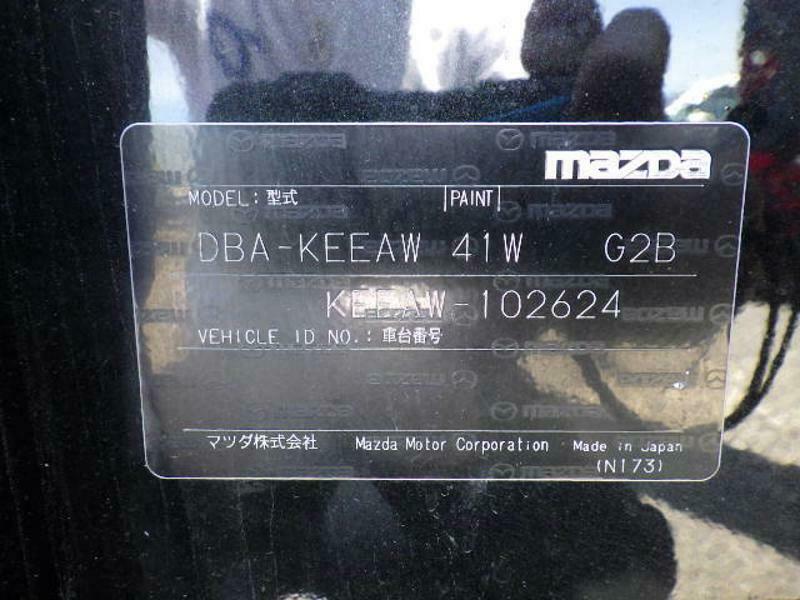 mazda
MODEL: 型式 PAINT
DBA-KEEAW 41W G2B
KEEAW-102624
VEHICLE ID NO.: 車台番号
マツダ株式会社 Mazda Motor Corporation Made in Japan
(N173)